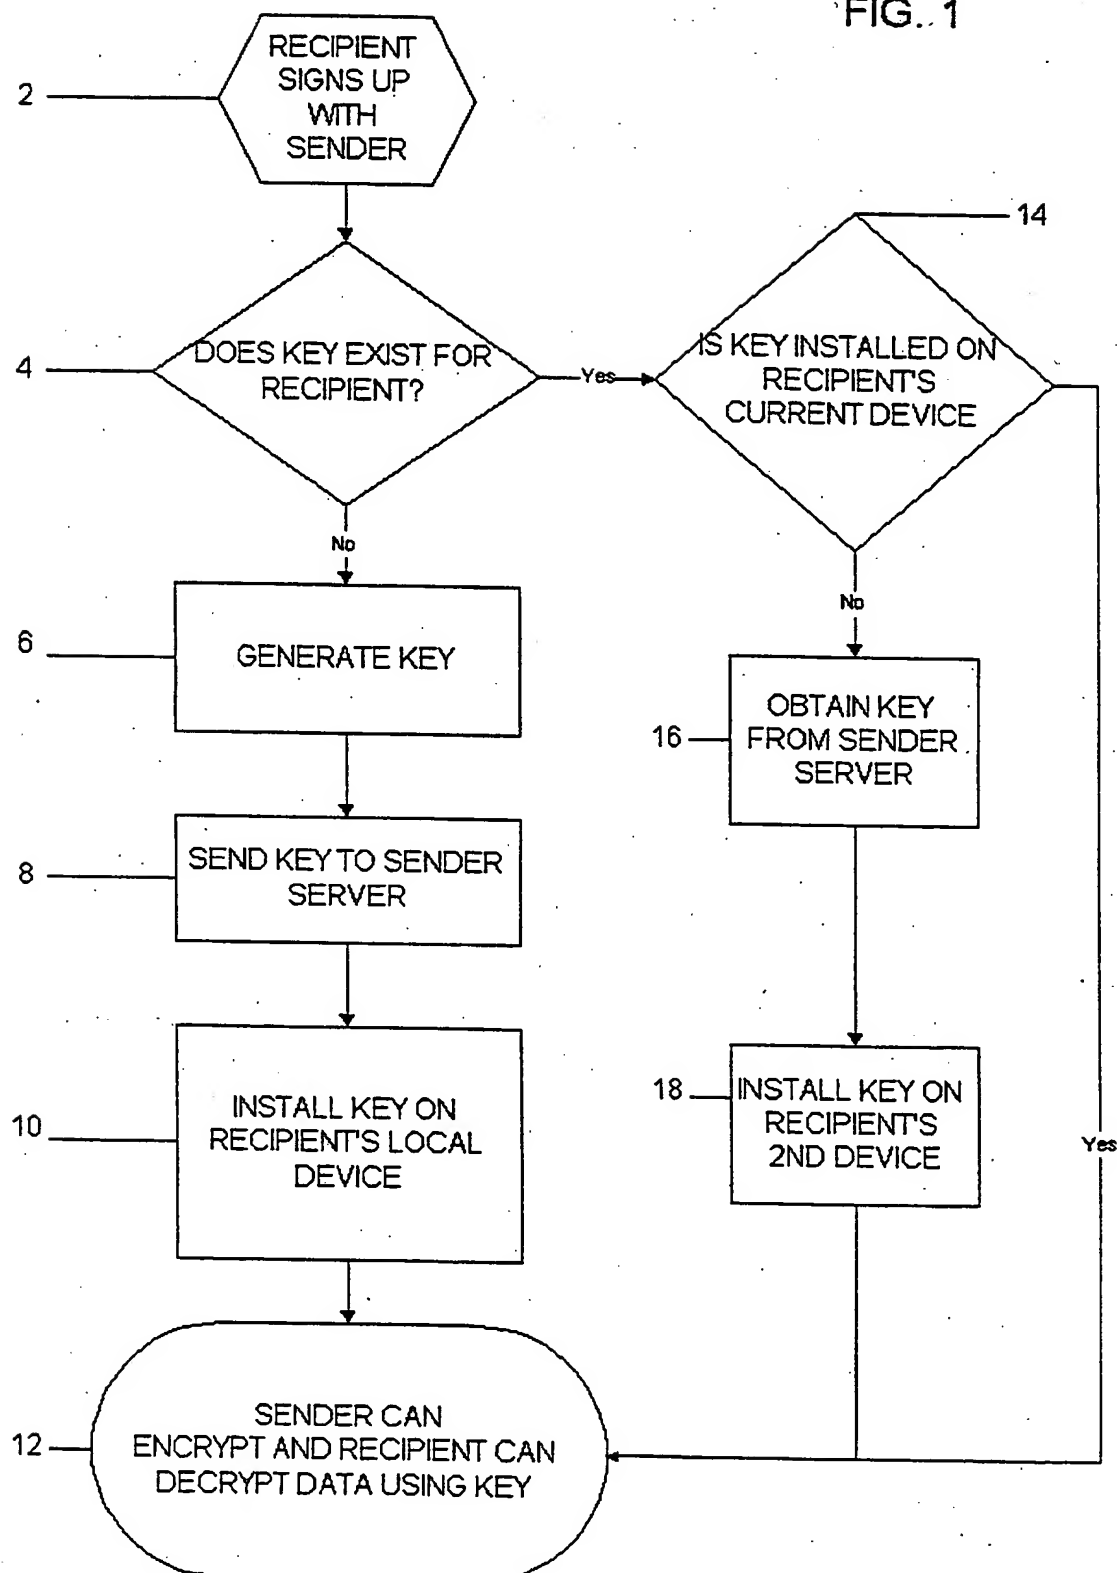 FIG. 1
RECIPIENT
SIGNS UP
WITH
SENDER
2
14
DOES KEY EXIST FOR
RECIPIENT?
4
Yes
IS KEY INSTALLED ON
RECIPIENT'S
CURRENT DEVICE
No
No
GENERATE KEY
6
OBTAIN KEY
FROM SENDER
SERVER
16
SEND KEY TO SENDER
SERVER
8
INSTALL KEY ON
RECIPIENT'S LOCAL
DEVICE
10
18
INSTALL KEY ON
RECIPIENT'S
2ND DEVICE
Yes
12
SENDER CAN
ENCRYPT AND RECIPIENT CAN
DECRYPT DATA USING KEY